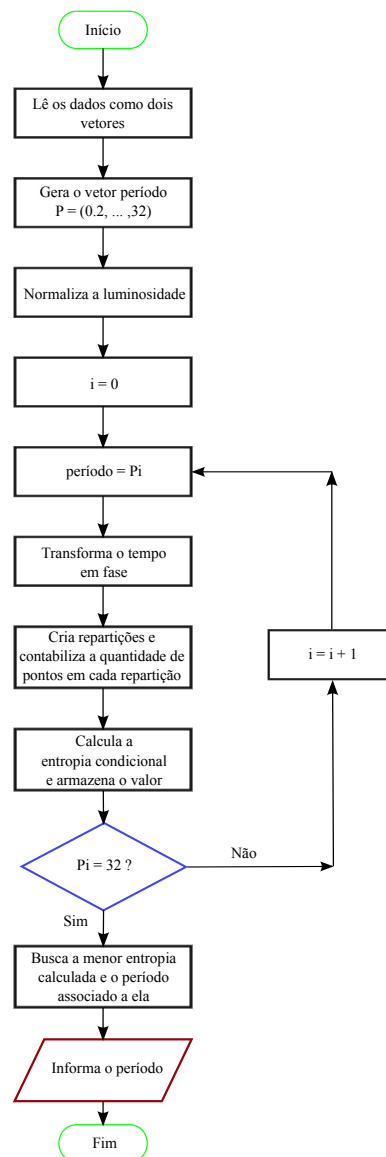 Início
Lê os dados como dois
vetores
Gera o vetor período
P = (0.2, ... ,32)
Normaliza a luminosidade
i = 0
período = Pi
Transforma o tempo
em fase
Cria repartições e
contabiliza a quantidade de
pontos em cada repartição
i = i + 1
Calcula a
entropia condicional
e armazena o valor
Pi = 32 ?
Não
Sim
Busca a menor entropia
calculada e o período
associado a ela
Informa o período
Fim